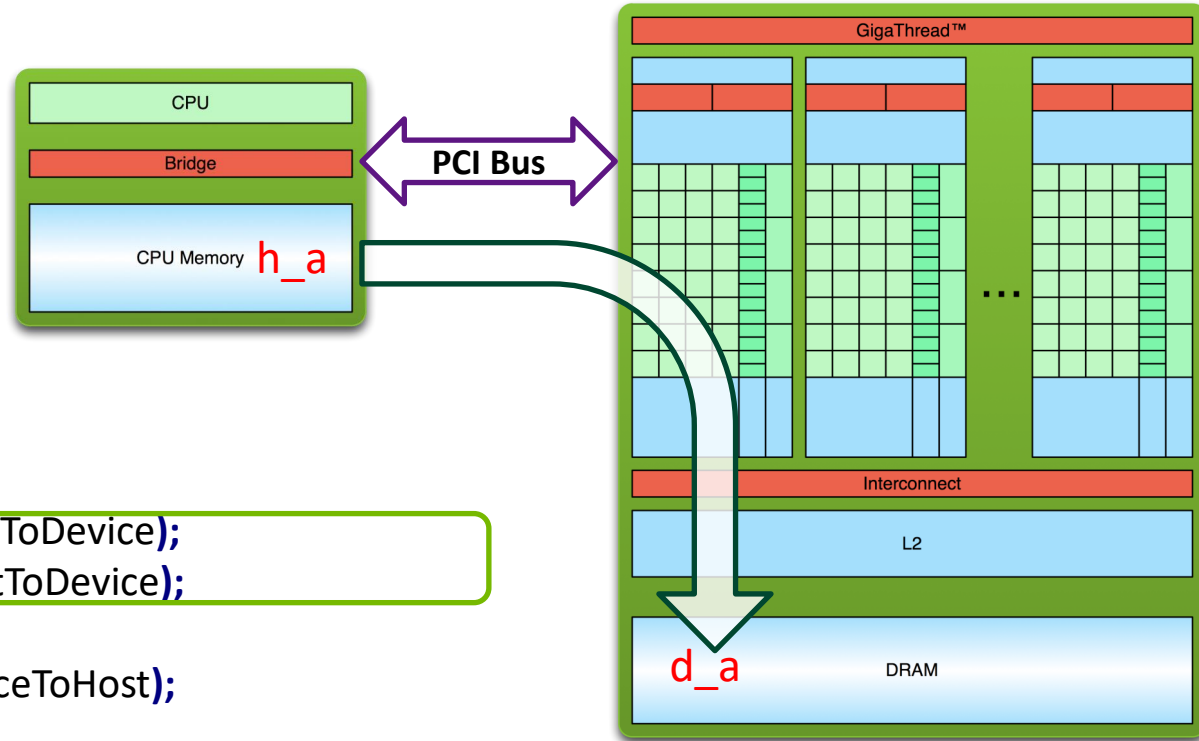 GigaThread™
CPU
Bridge
PCI Bus
CPU Memory h_a
...
Interconnect
L2
ToDevice);
tToDevice);
ceToHost);
d_a
DRAM